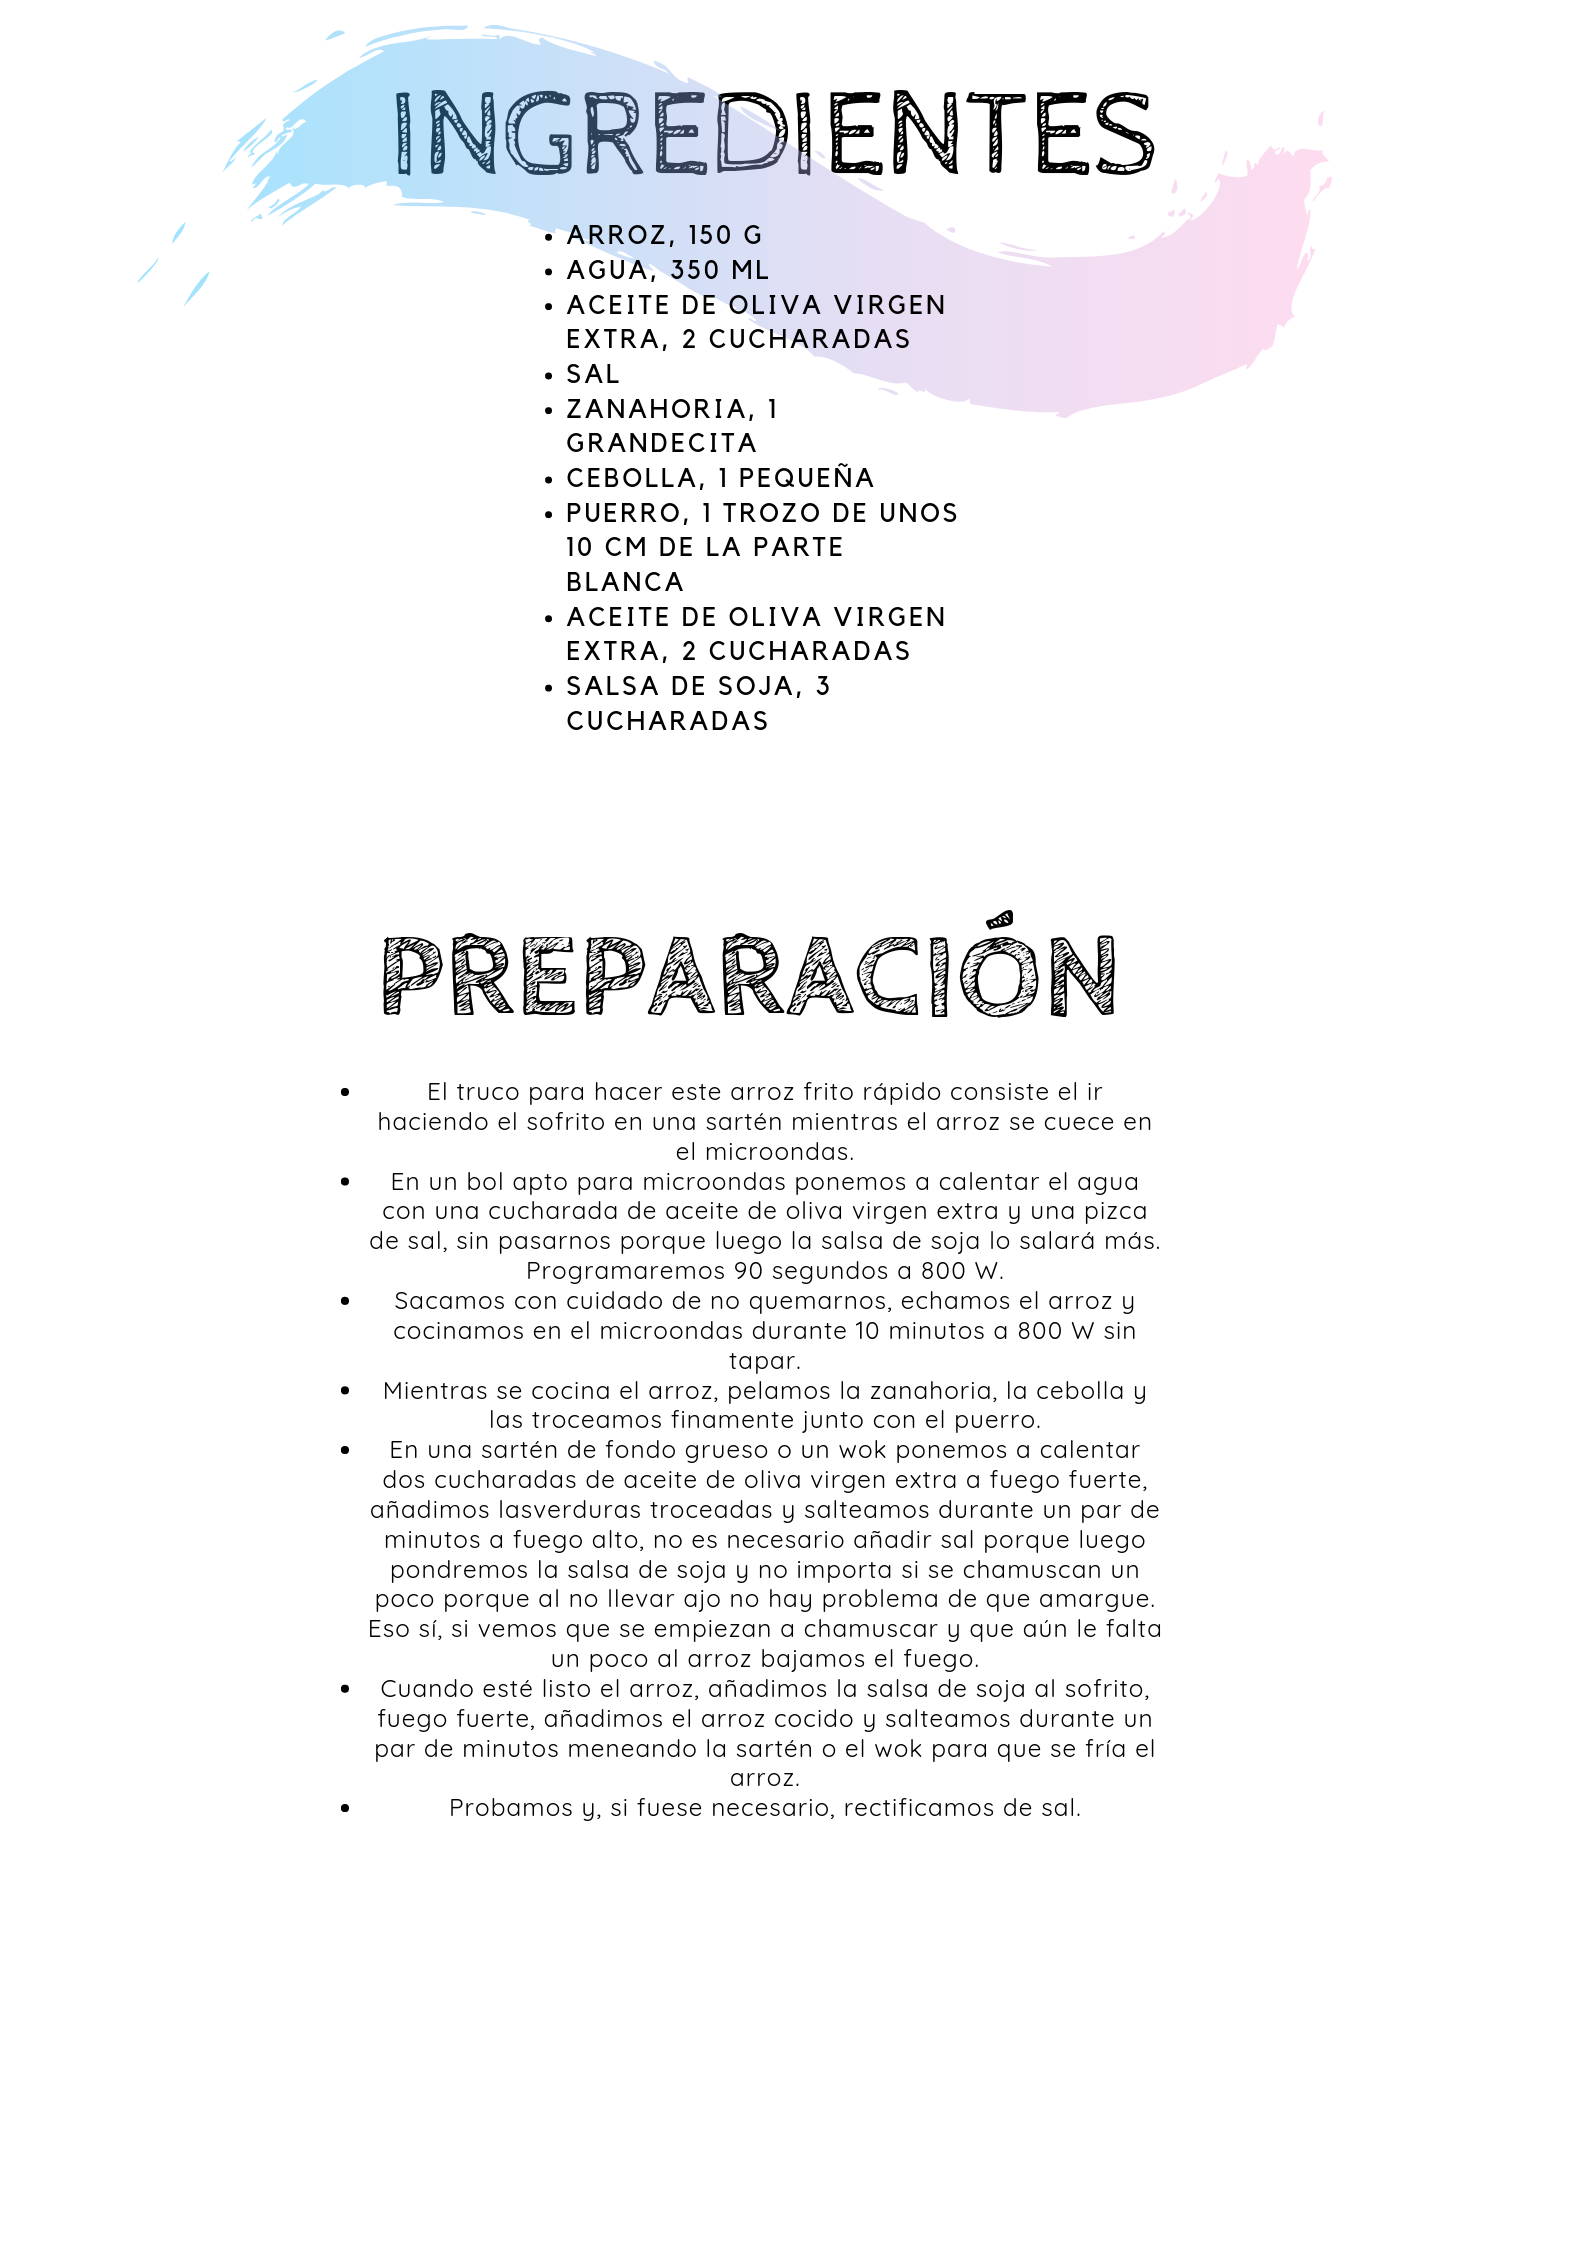 INGREDIENTES
• ARROZ, 150 G
• AGUA, 350 ML
• ACEITE DE OLIVA VIRGEN
EXTRA, 2 CUCHARADAS
• SAL
• ZANAHORIA, 1
GRANDECITA
• CEBOLLA, 1 PEQUEÑA
• PUERRO, 1 TROZO DE UNOS
10 CM DE LA PARTE
BLANCA
• ACEITE DE OLIVA VIRGEN
EXTRA, 2 CUCHARADAS
• SALSA DE SOJA, 3
CUCHARADAS
PREPARACIÓN
• El truco para hacer este arroz frito rápido consiste el ir
haciendo el sofrito en una sartén mientras el arroz se cuece en
el microondas.
• En un bol apto para microondas ponemos a calentar el agua
con una cucharada de aceite de oliva virgen extra y una pizca
de sal, sin pasarnos porque luego la salsa de soja lo salará más.
Programaremos 90 segundos a 800 W.
• Sacamos con cuidado de no quemarnos, echamos el arroz y
cocinamos en el microondas durante 10 minutos a 800 W sin
tapar.
• Mientras se cocina el arroz, pelamos la zanahoria, la cebolla y
las troceamos finamente junto con el puerro.
• En una sartén de fondo grueso o un wok ponemos a calentar
dos cucharadas de aceite de oliva virgen extra a fuego fuerte,
añadimos lasverduras troceadas y salteamos durante un par de
minutos a fuego alto, no es necesario añadir sal porque luego
pondremos la salsa de soja y no importa si se chamuscan un
poco porque al no llevar ajo no hay problema de que amargue.
Eso sí, si vemos que se empiezan a chamuscar y que aún le falta
un poco al arroz bajamos el fuego.
• Cuando esté listo el arroz, añadimos la salsa de soja al sofrito,
fuego fuerte, añadimos el arroz cocido y salteamos durante un
par de minutos meneando la sartén o el wok para que se fría el
arroz.
• Probamos y, si fuese necesario, rectificamos de sal.